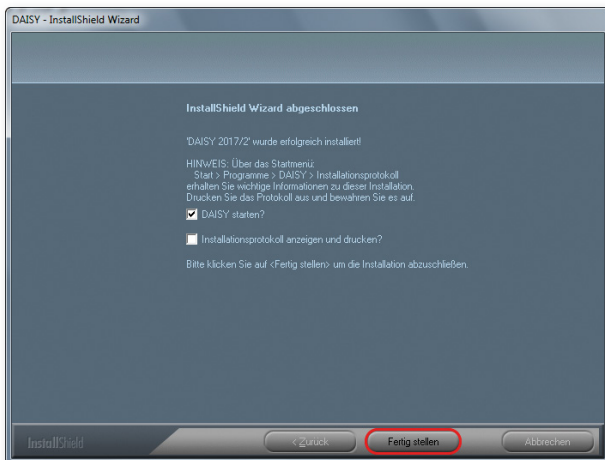 DAISY - InstallShield Wizard
InstallShield Wizard abgeschlossen
'DAISY 2017/2' wurde erfolgreich installiert!
HINWEIS: Über das Startmenü:
Start > Programme > DAISY > Installationsprotokoll
erhalten Sie wichtige Informationen zu dieser Installation.
Drucken Sie das Protokoll aus und bewahren Sie es auf.
DAISY starten?
Installationsprotokoll anzeigen und drucken?
Bitte klicken Sie auf <Fertig stellen> um die Installation abzuschließen.
InstallShield
< Zurück
Fertig stellen
Abbrechen